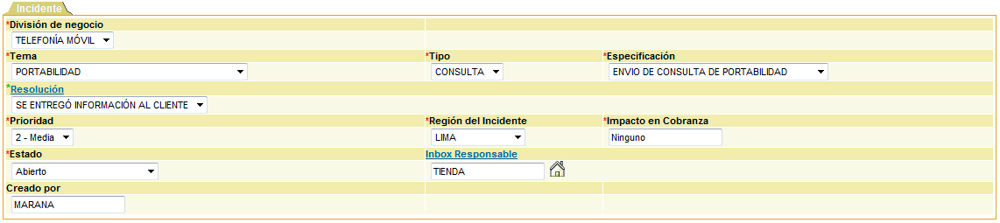 Incidente
*División de negocio
TELEFONÍA MÓVIL
*Tema *Tipo *Especificación
PORTABILIDAD CONSULTA ENVIO DE CONSULTA DE PORTABILIDAD
*Resolución
SE ENTREGÓ INFORMACIÓN AL CLIENTE
*Prioridad *Región del Incidente *Impacto en Cobranza
2 - Media LIMA Ninguno
*Estado Inbox Responsable
Abierto TIENDA
Creado por
MARANA